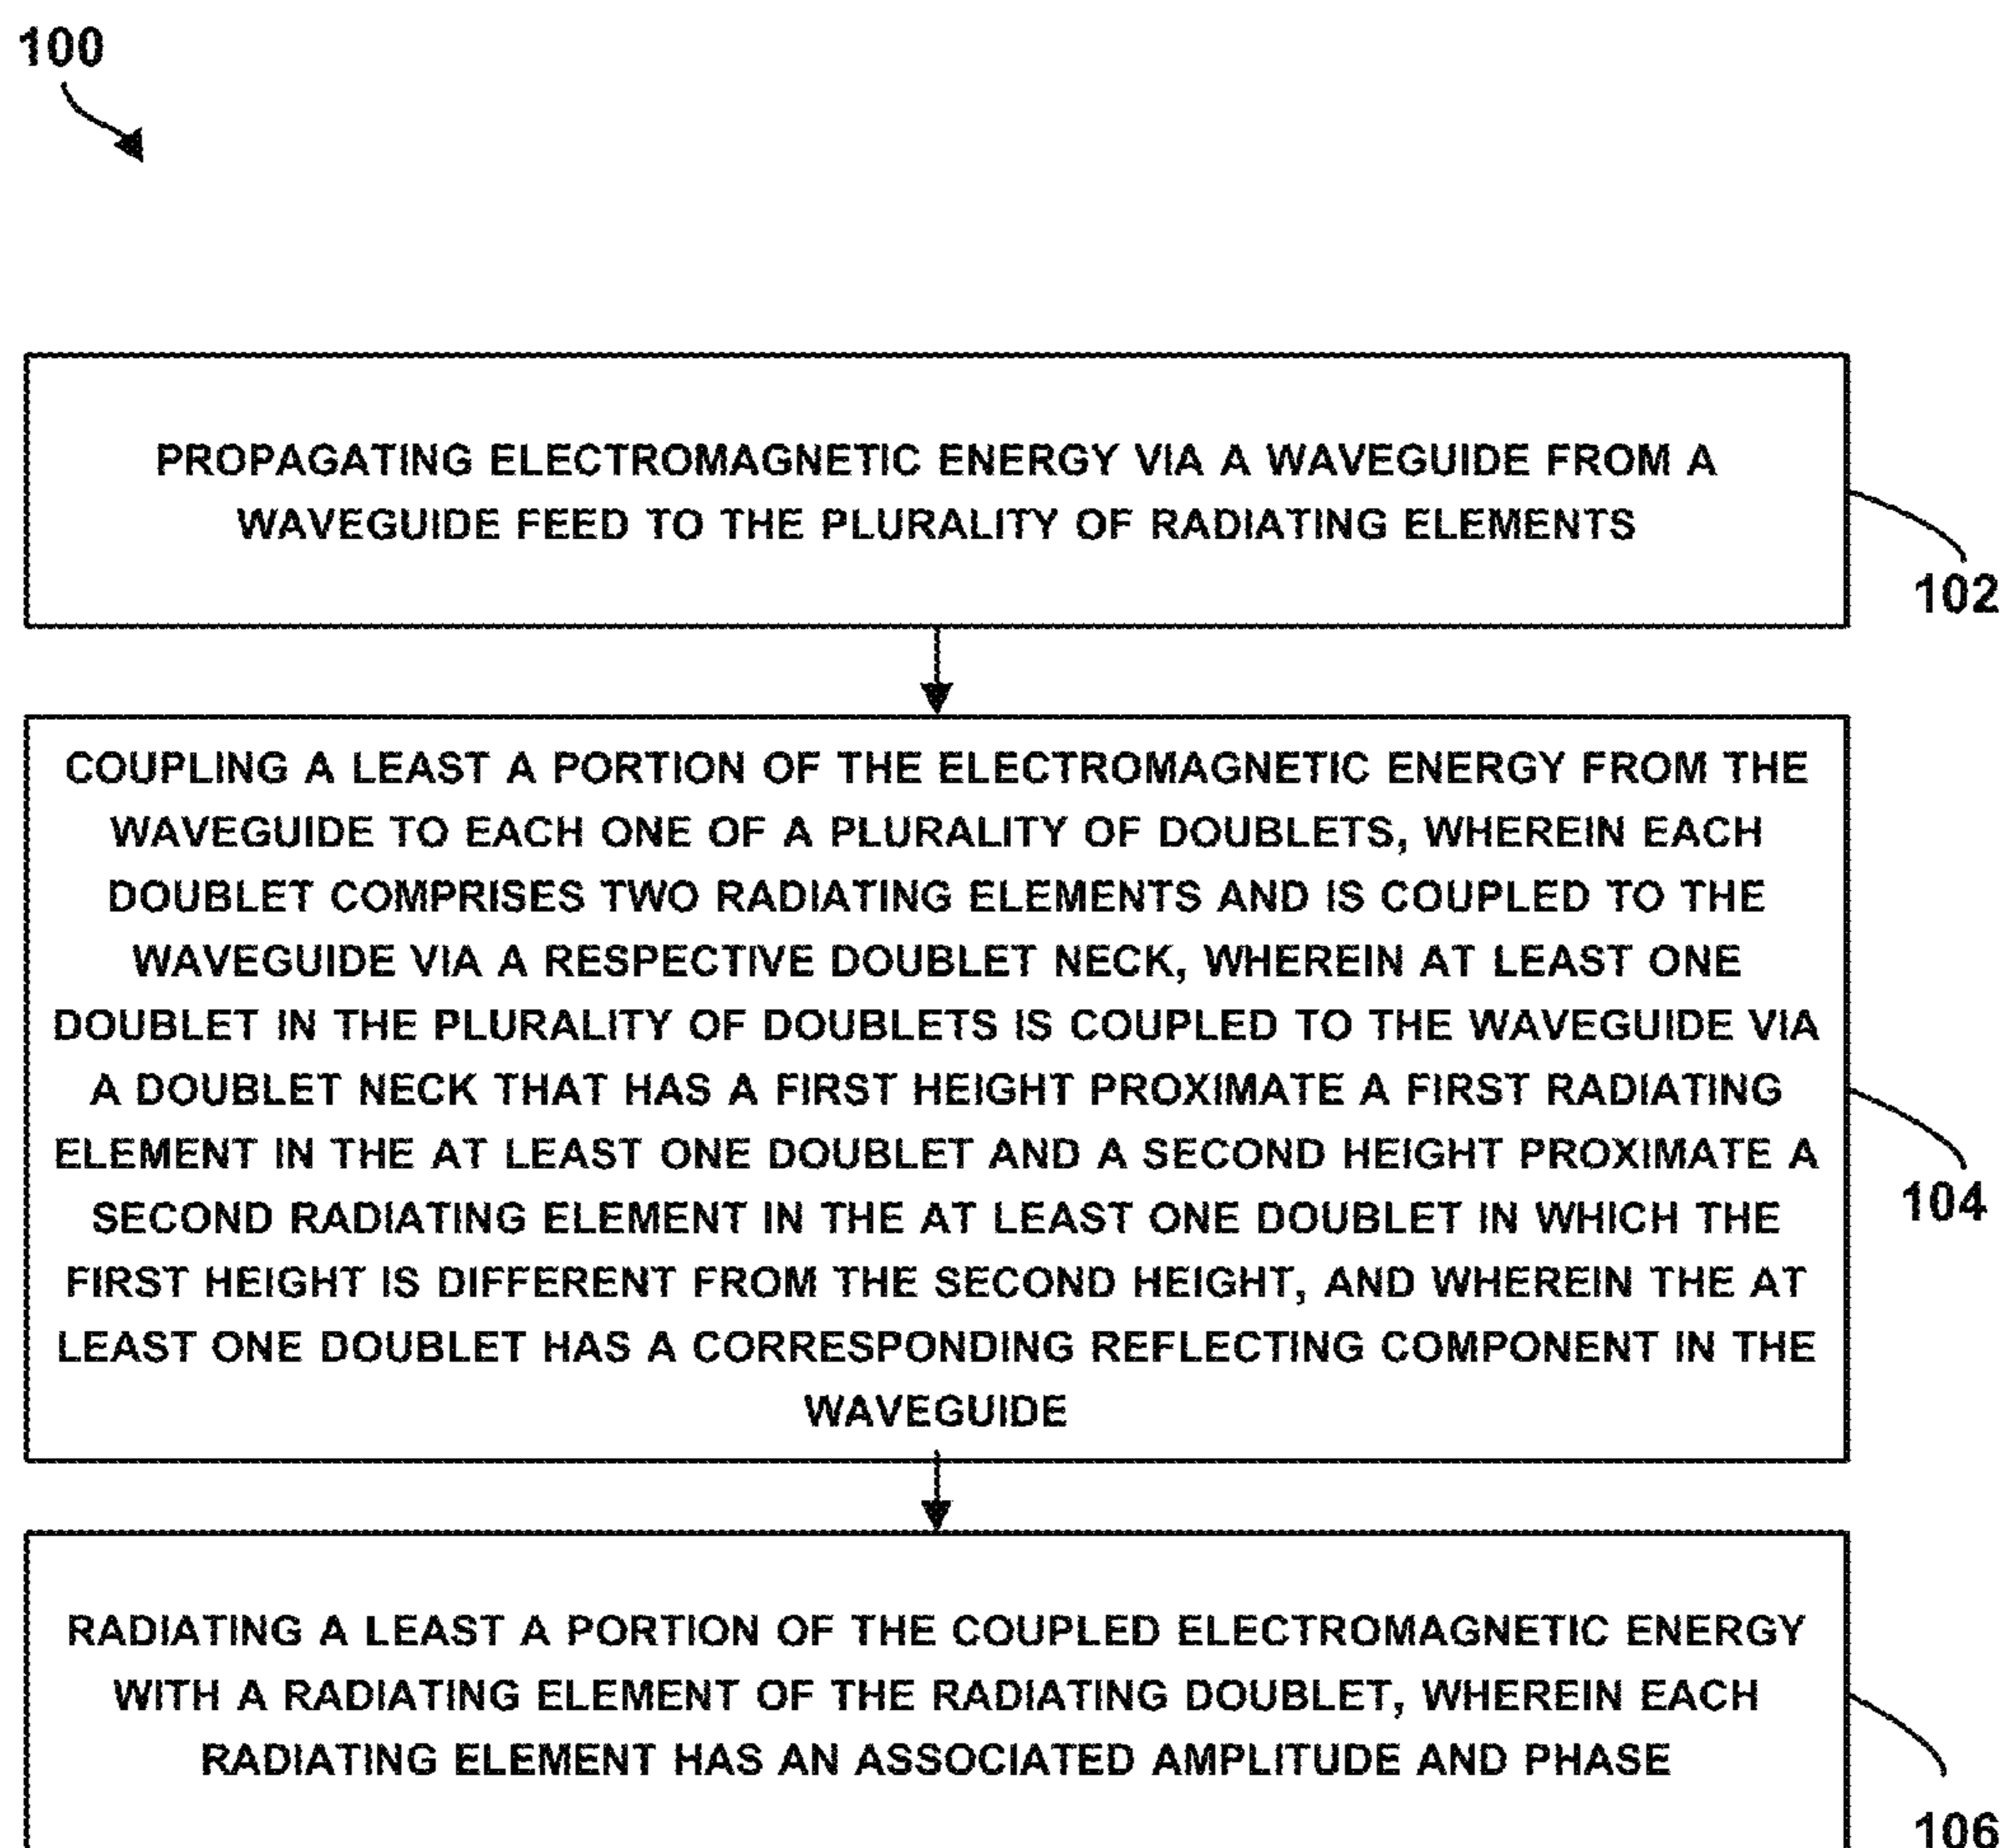 100
PROPAGATING ELECTROMAGNETIC ENERGY VIA A WAVEGUIDE FROM A
WAVEGUIDE FEED TO THE PLURALITY OF RADIATING ELEMENTS
102
COUPLING A LEAST A PORTION OF THE ELECTROMAGNETIC ENERGY FROM THE
WAVEGUIDE TO EACH ONE OF A PLURALITY OF DOUBLETS, WHEREIN EACH
DOUBLET COMPRISES TWO RADIATING ELEMENTS AND IS COUPLED TO THE
WAVEGUIDE VIA A RESPECTIVE DOUBLET NECK, WHEREIN AT LEAST ONE
DOUBLET IN THE PLURALITY OF DOUBLETS IS COUPLED TO THE WAVEGUIDE VIA
A DOUBLET NECK THAT HAS A FIRST HEIGHT PROXIMATE A FIRST RADIATING
ELEMENT IN THE AT LEAST ONE DOUBLET AND A SECOND HEIGHT PROXIMATE A
SECOND RADIATING ELEMENT IN THE AT LEAST ONE DOUBLET IN WHICH THE
FIRST HEIGHT IS DIFFERENT FROM THE SECOND HEIGHT, AND WHEREIN THE AT
LEAST ONE DOUBLET HAS A CORRESPONDING REFLECTING COMPONENT IN THE
WAVEGUIDE
104
RADIATING A LEAST A PORTION OF THE COUPLED ELECTROMAGNETIC ENERGY
WITH A RADIATING ELEMENT OF THE RADIATING DOUBLET, WHEREIN EACH
RADIATING ELEMENT HAS AN ASSOCIATED AMPLITUDE AND PHASE
106